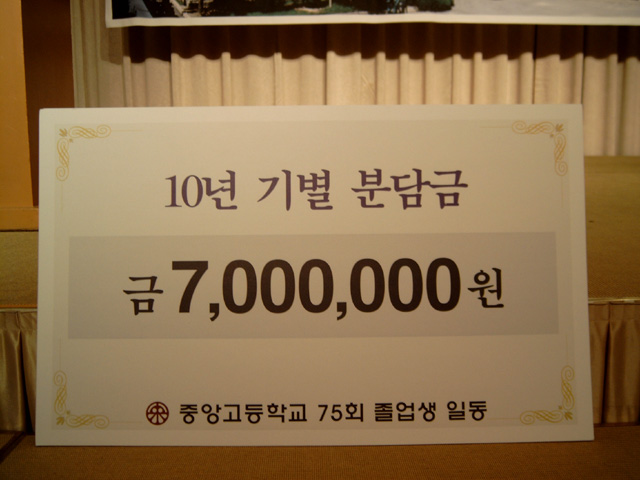 10년 기별 분담금
금 7,000,000 원
중앙고등학교 75회 졸업생 일동